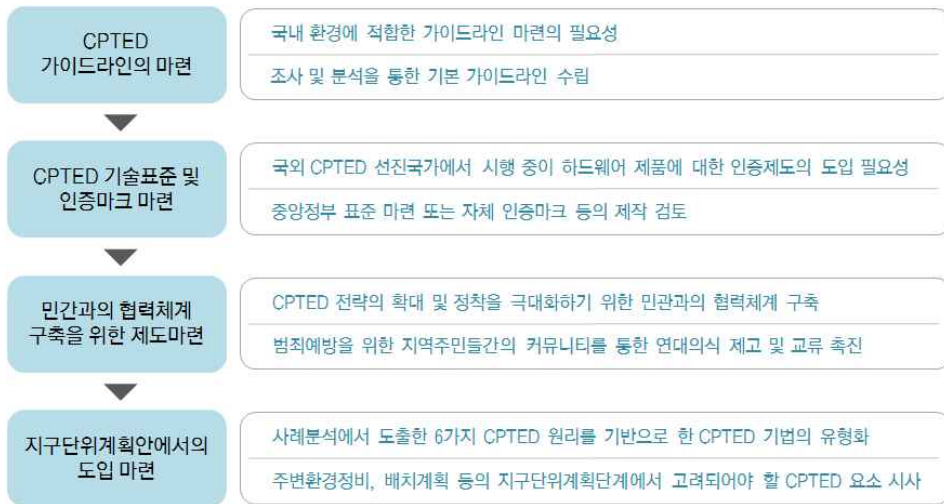 CPTED
가이드라인의 마련
국내 환경에 적합한 가이드라인 마련의 필요성
조사 및 분석을 통한 기본 가이드라인 수립
CPTED 기술표준 및
인증마크 마련
국외 CPTED 선진국가에서 시행 중이 하드웨어 제품에 대한 인증제도의 도입 필요성
중앙정부 표준 마련 또는 자체 인증마크 등의 제작 검토
민간과의 협력체계
구축을 위한 제도마련
CPTED 전략의 확대 및 정착을 극대화하기 위한 민관과의 협력체계 구축
범죄예방을 위한 지역주민들간의 커뮤니티를 통한 연대의식 제고 및 교류 촉진
지구단위계획안에서의
도입 마련
사례분석에서 도출한 6가지 CPTED 원리를 기반으로 한 CPTED 기법의 유형화
주변환경정비, 배치계획 등의 지구단위계획단계에서 고려되어야 할 CPTED 요소 시사